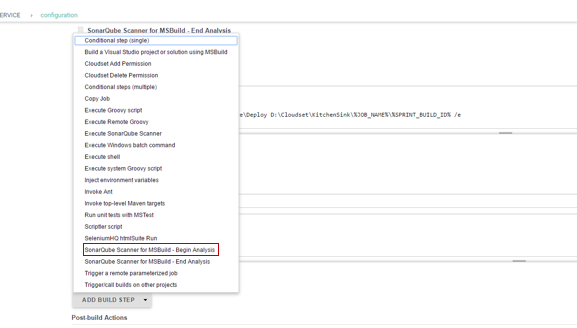 ERVICE › configuration
SonarQube Scanner for MSBuild - End Analysis
Conditional step (single)
Build a Visual Studio project or solution using MSBuild
Cloudset Add Permission
Cloudset Delete Permission
Conditional steps (multiple)
Copy Job
Execute Groovy script
e\Deploy D:\Cloudset\KitchenSink\%JOB_NAME%\%SPRINT_BUILD_ID% /e
Execute Remote Groovy
Execute SonarQube Scanner
Execute Windows batch command
Execute shell
Execute system Groovy script
Inject environment variables
Invoke Ant
Invoke top-level Maven targets
Run unit tests with MSTest
Scriptler script
SeleniumHQ htmlSuite Run
SonarQube Scanner for MSBuild - Begin Analysis
SonarQube Scanner for MSBuild - End Analysis
Trigger a remote parameterized job
Trigger/call builds on other projects
ADD BUILD STEP
Post-build Actions